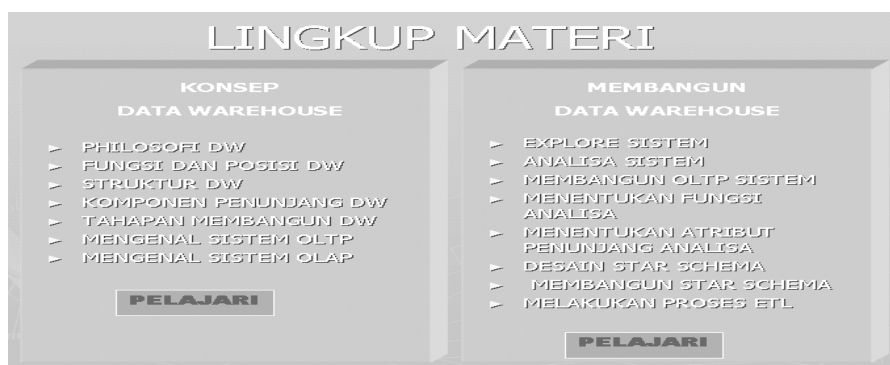 LINGKUP MATERI
KONSEP
DATA WAREHOUSE
PHILOSOFI DW
FUNGSI DAN POSISI DW
STRUKTUR DW
KOMPONEN PENUNJANG DW
TAHAPAN MEMBANGUN DW
MENGENAL SISTEM OLTP
MENGENAL SISTEM OLAP
PELAJARI
MEMBANGUN
DATA WAREHOUSE
EXPLORE SISTEM
ANALISA SISTEM
MEMBANGUN OLTP SISTEM
MENENTUKAN FUNGSI
ANALISA
MENENTUKAN ATRIBUT
PENUNJANG ANALISA
DESAIN STAR SCHEMA
MEMBANGUN STAR SCHEMA
MELAKUKAN PROSES ETL
PELAJARI